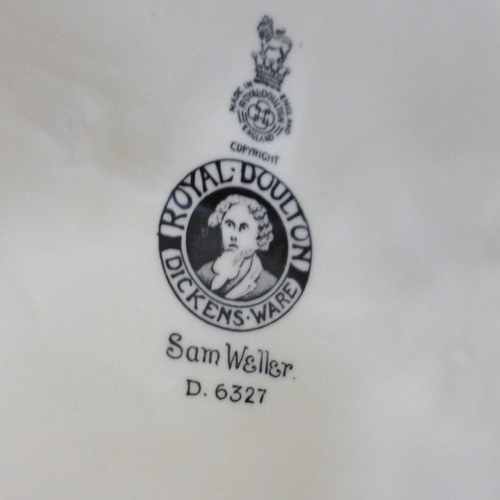 MADE IN ENGLAND
ROYAL DOULTON
ENGLAND
COPYRIGHT
ROYAL·DOULTON
DICKENS·WARE
Sam Weller.
D. 6327